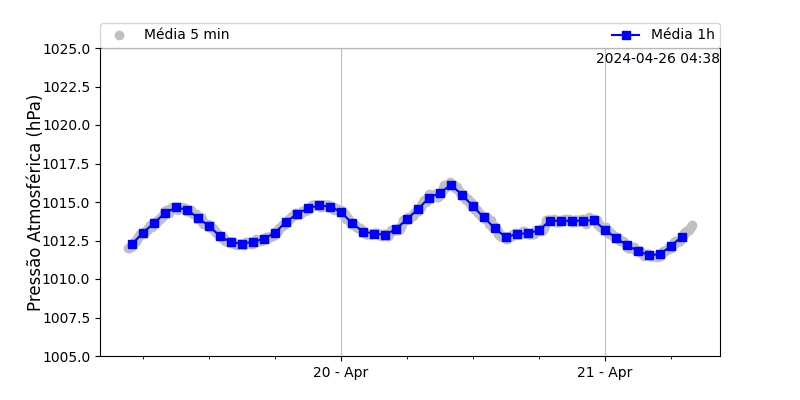 Média 5 min
Média 1h
2024-04-26 04:38
Pressão Atmosférica (hPa)
1025.0
1022.5
1020.0
1017.5
1015.0
1012.5
1010.0
1007.5
1005.0
20 - Apr
21 - Apr